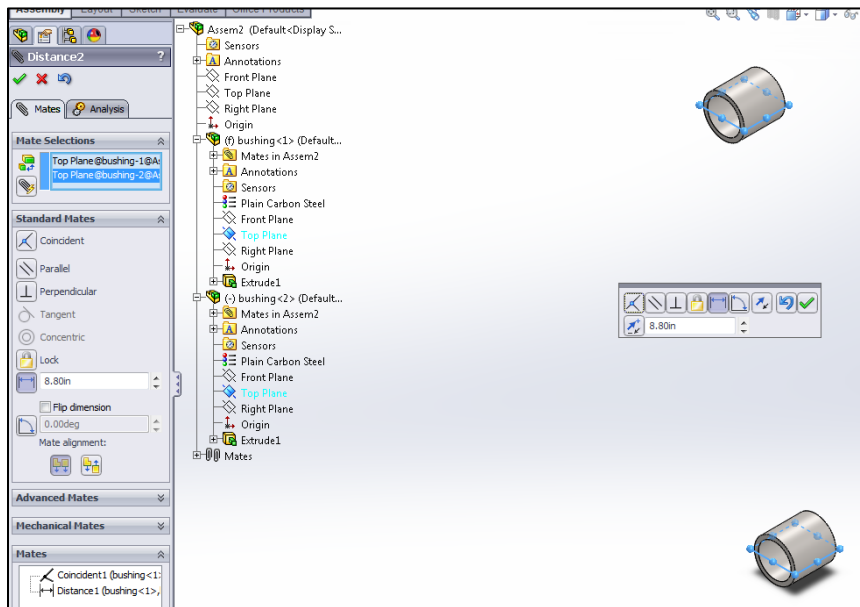 Assembly Layout Sketch Evaluate Office Products
Distance2 ?
Mates Analysis
Mate Selections
Top Plane@bushing-1@As
Top Plane@bushing-2@As
Standard Mates
Coincident
Parallel
Perpendicular
Tangent
Concentric
Lock
8.80in
Flip dimension
0.00deg
Mate alignment:
Advanced Mates
Mechanical Mates
Mates
Coincident1 (bushing<1:
Distance1 (bushing<1>,
Assem2 (Default<Display S...
Sensors
Annotations
Front Plane
Top Plane
Right Plane
Origin
(f) bushing<1> (Default...
Mates in Assem2
Annotations
Sensors
Plain Carbon Steel
Front Plane
Top Plane
Right Plane
Origin
Extrude1
(-) bushing<2> (Default...
Mates in Assem2
Annotations
Sensors
Plain Carbon Steel
Front Plane
Top Plane
Right Plane
Origin
Extrude1
Mates
8.80in